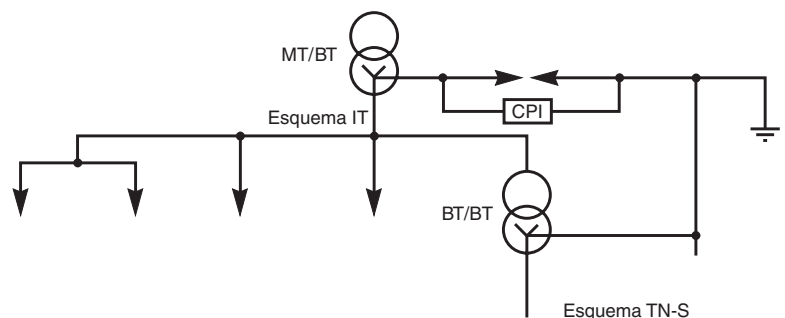 MT/BT
CPI
Esquema IT
BT/BT
Esquema TN-S